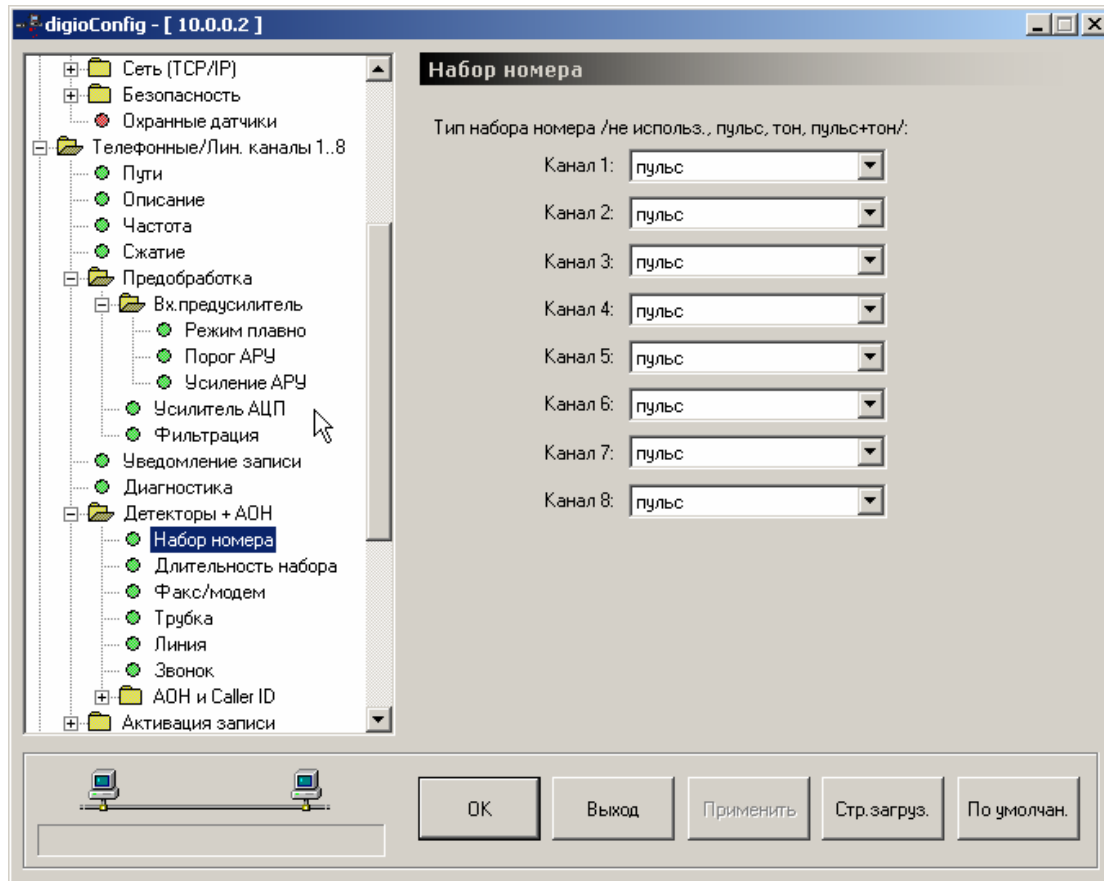 digioConfig - [ 10.0.0.2 ]
Сеть (TCP/IP)
Безопасность
Охранные датчики
Телефонные/Лин. каналы 1..8
Пути
Описание
Частота
Сжатие
Предобработка
Вх.предусилитель
Режим плавно
Порог АРУ
Усиление АРУ
Усилитель АЦП
Фильтрация
Уведомление записи
Диагностика
Детекторы + АОН
Набор номера
Длительность набора
Факс/модем
Трубка
Линия
Звонок
АОН и Caller ID
Активация записи
Набор номера
Тип набора номера /не использ., пульс, тон, пульс+тон/:
Канал 1: пульс
Канал 2: пульс
Канал 3: пульс
Канал 4: пульс
Канал 5: пульс
Канал 6: пульс
Канал 7: пульс
Канал 8: пульс
OK
Выход
Применить
Стр.загруз.
По умолчан.